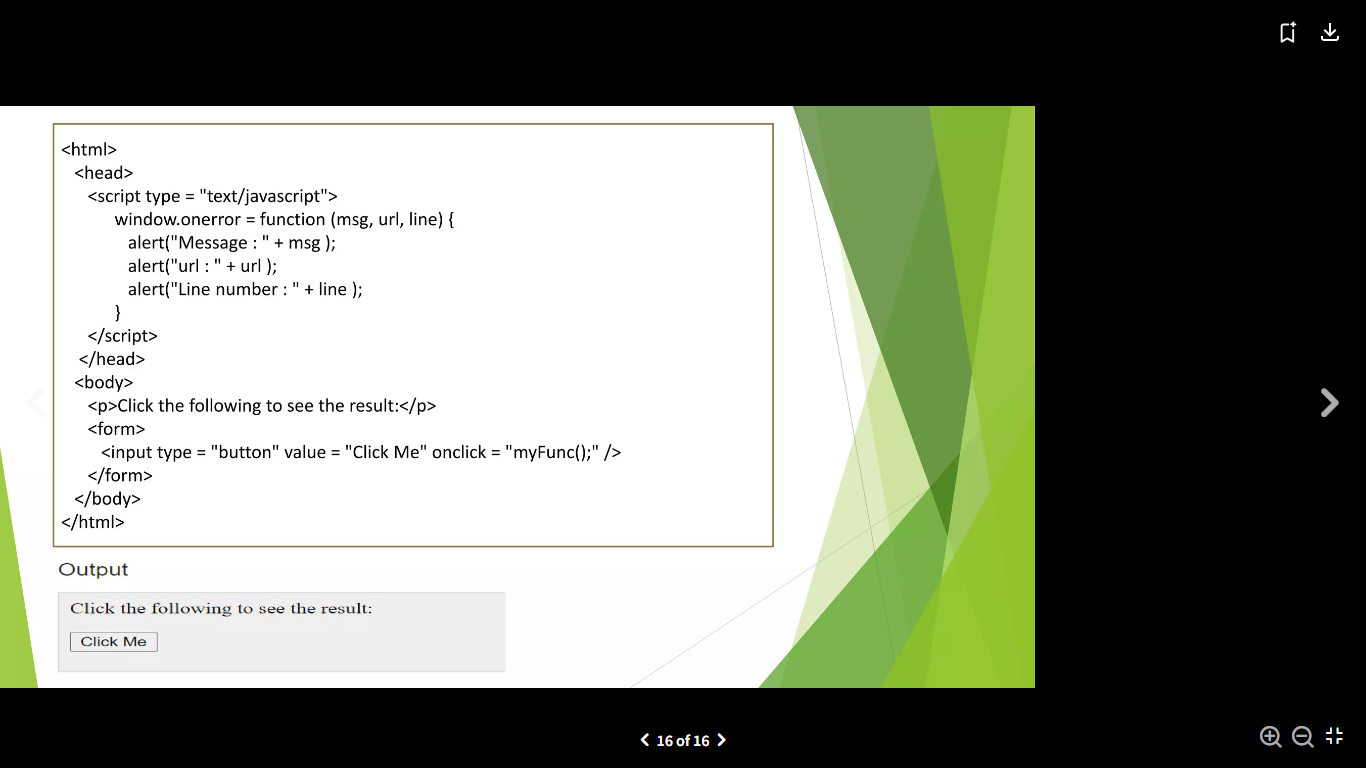 <html>
<head>
<script type = "text/javascript">
window.onerror = function (msg, url, line) {
alert("Message : " + msg );
alert("url : " + url );
alert("Line number : " + line );
}
</script>
</head>
<body>
<p>Click the following to see the result:</p>
<form>
<input type = "button" value = "Click Me" onclick = "myFunc();" />
</form>
</body>
</html>
Output
Click the following to see the result:
Click Me
16 of 16